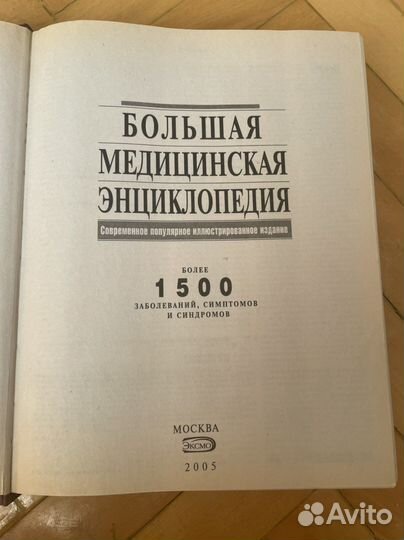 БОЛЬШАЯ
МЕДИЦИНСКАЯ
ЭНЦИКЛОПЕДИЯ
Современное популярное иллюстрированное издание
БОЛЕЕ
1500
ЗАБОЛЕВАНИЙ, СИМПТОМОВ
И СИНДРОМОВ
МОСКВА
ЭКСМО
2005
Avito